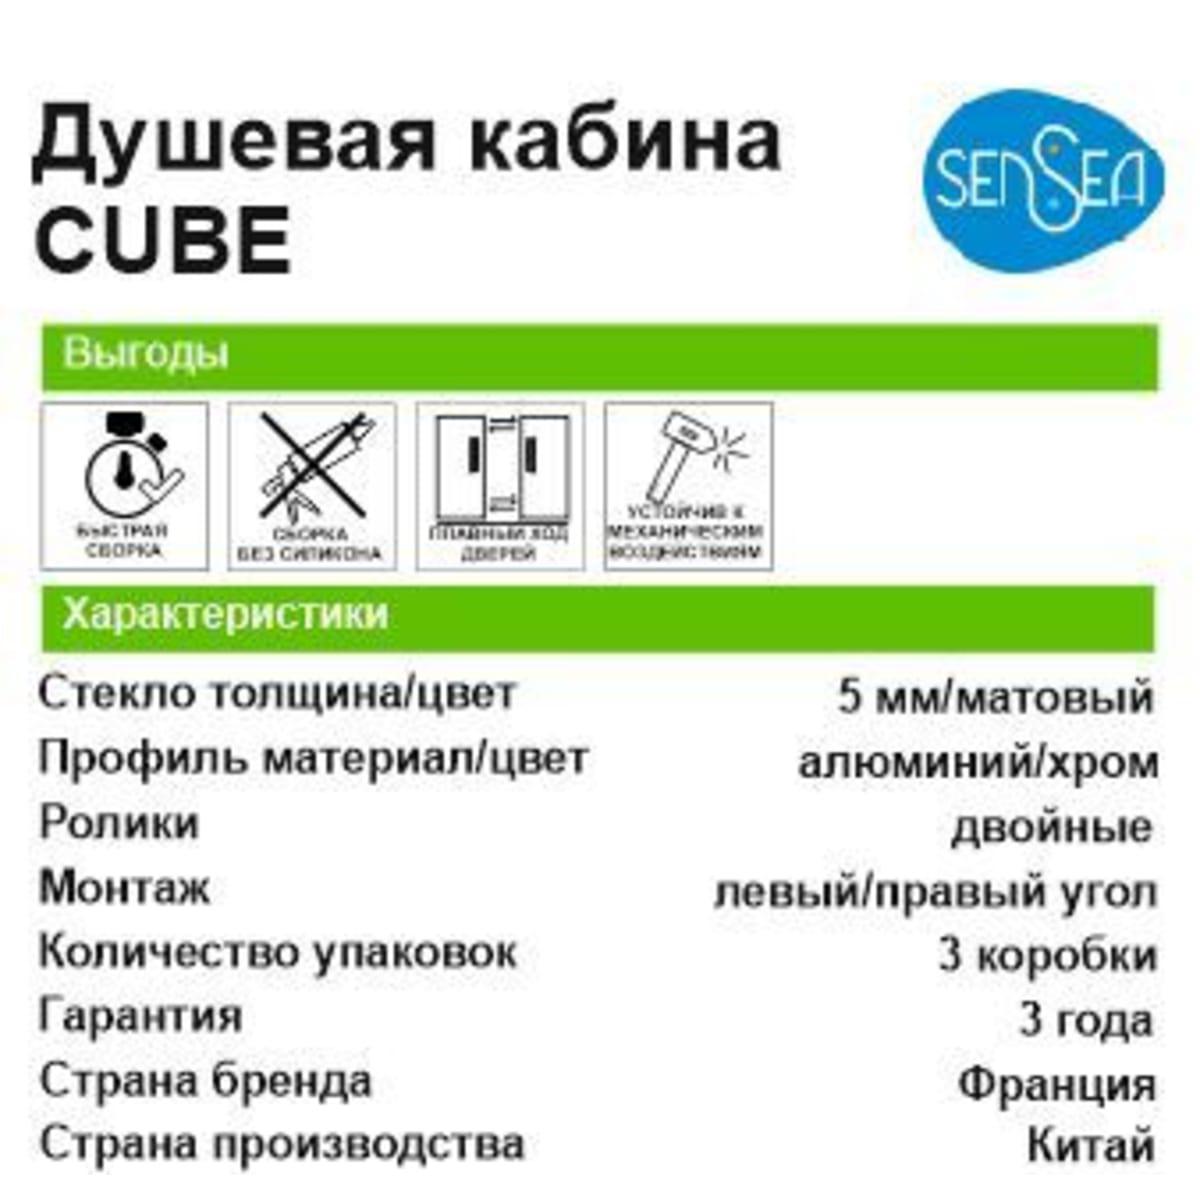 Душевая кабина
CUBE
SENSEA
Выгоды
БЫСТРАЯ
СБОРКА
СБОРКА
БЕЗ СИЛИКОНА
ПЛАВНЫЙ ХОД
ДВЕРЕЙ
УСТОЙЧИВ К
МЕХАНИЧЕСКИМ
ВОЗДЕЙСТВИЯМ
Характеристики
Стекло толщина/цвет 5 мм/матовый
Профиль материал/цвет алюминий/хром
Ролики двойные
Монтаж левый/правый угол
Количество упаковок 3 коробки
Гарантия 3 года
Страна бренда Франция
Страна производства Китай